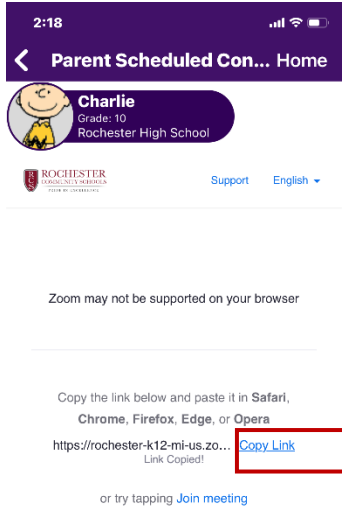 2:18
Parent Scheduled Con... Home
Charlie
Grade: 10
Rochester High School
ROCHESTER
COMMUNITY SCHOOLS
Support English
Zoom may not be supported on your browser
Copy the link below and paste it in Safari,
Chrome, Firefox, Edge, or Opera
https://rochester-k12-mi-us.zo... Copy Link
Link Copied!
or try tapping Join meeting